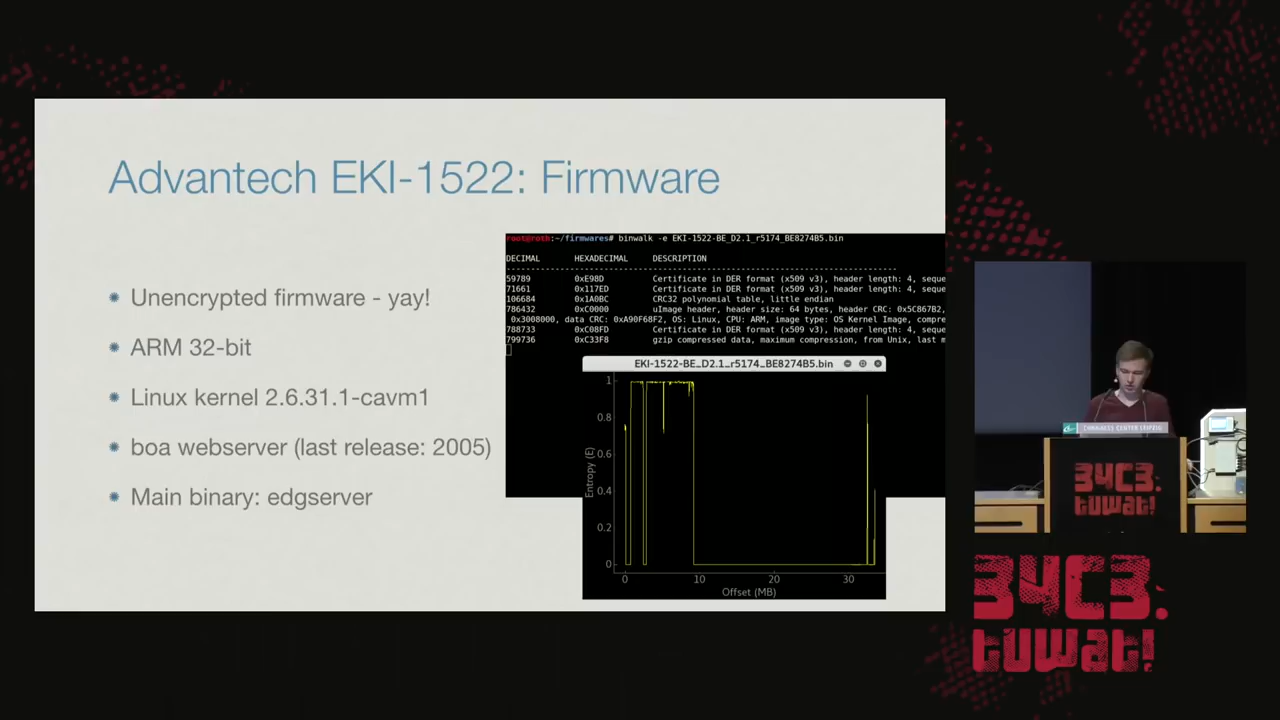 Advantech EKI-1522: Firmware
Unencrypted firmware - yay!
ARM 32-bit
Linux kernel 2.6.31.1-cavm1
boa webserver (last release: 2005)
Main binary: edgserver
root@roth:~/firmwares# binwalk -e EKI-1522-BE_D2.1_r5174_BE8274B5.bin
DECIMAL HEXADECIMAL DESCRIPTION
--------------------------------------------------------------------------------
59789 0xE98D Certificate in DER format (x509 v3), header length: 4, seque
71661 0x117ED Certificate in DER format (x509 v3), header length: 4, seque
106684 0x1A0BC CRC32 polynomial table, little endian
786432 0xC0000 uImage header, header size: 64 bytes, header CRC: 0x5C867B2,
0x3008000, data CRC: 0xA90F68F2, OS: Linux, CPU: ARM, image type: OS Kernel Image, compre
788733 0xC08FD Certificate in DER format (x509 v3), header length: 4, seque
799736 0xC33F8 gzip compressed data, maximum compression, from Unix, last m
EKI-1522-BE_D2.1_r5174_BE8274B5.bin
1
0.8
0.6
0.4
0.2
0
Entropy (E)
0 10 20 30
Offset (MB)
CONGRESS CENTER LEIPZIG
34C3.
tuwat!
34C3.
tuwat!